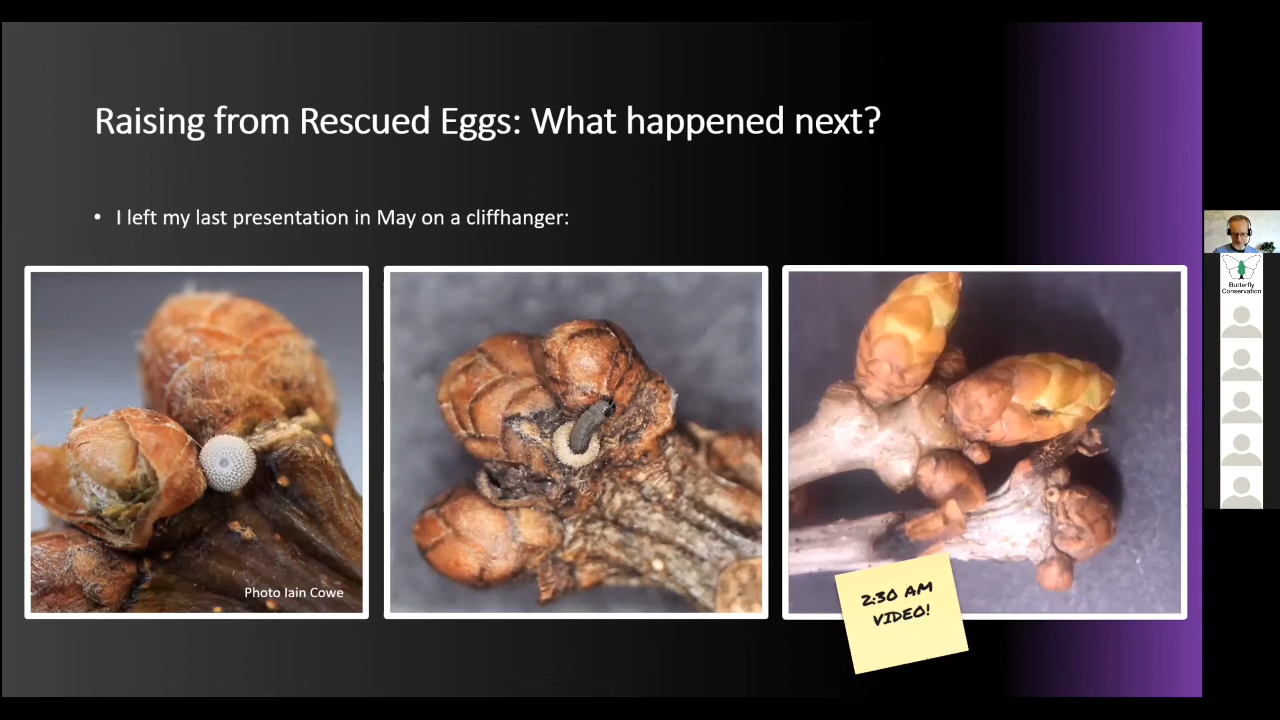 Raising from Rescued Eggs: What happened next?
• I left my last presentation in May on a cliffhanger:
Photo Iain Cowe
2:30 AM
VIDEO!
Butterfly
Conservation